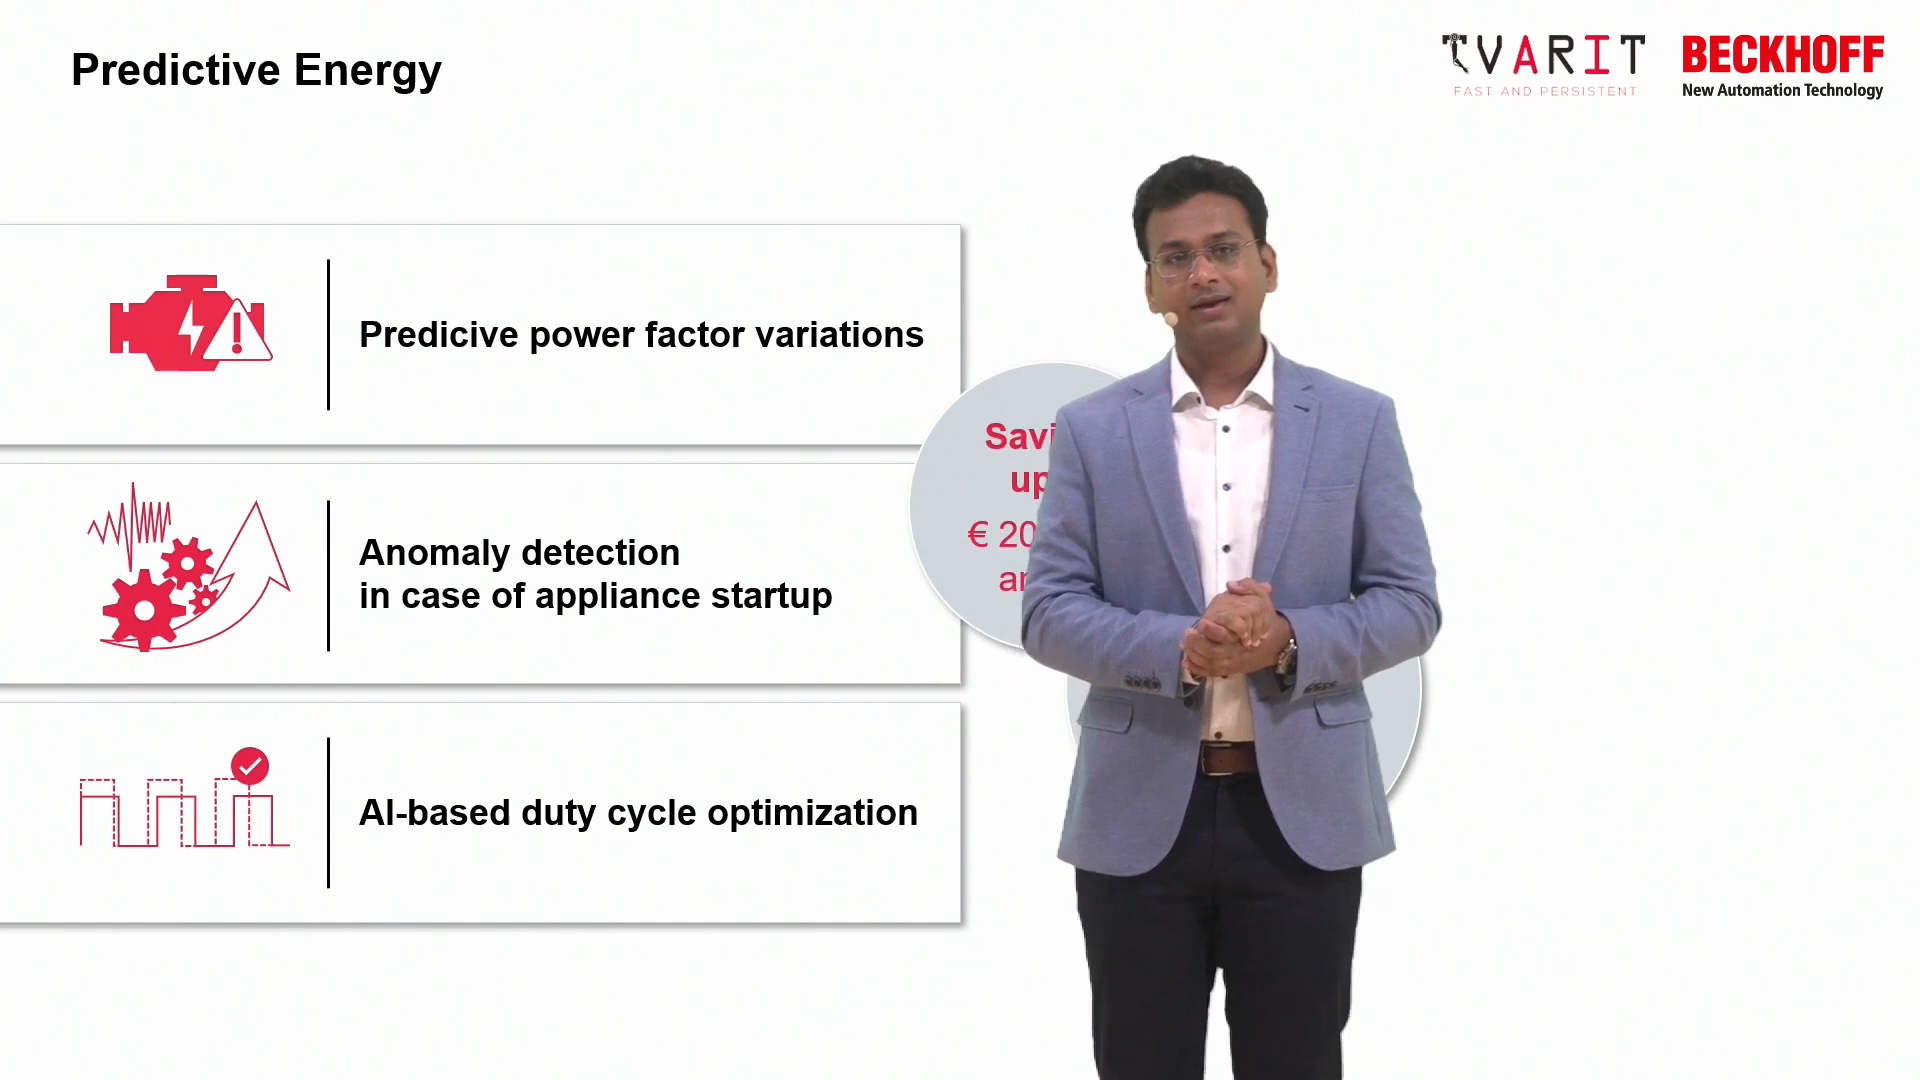 Predictive Energy
TVARIT
FAST AND PERSISTENT
BECKHOFF
New Automation Technology
Predicive power factor variations
Anomaly detection
in case of appliance startup
AI-based duty cycle optimization
€